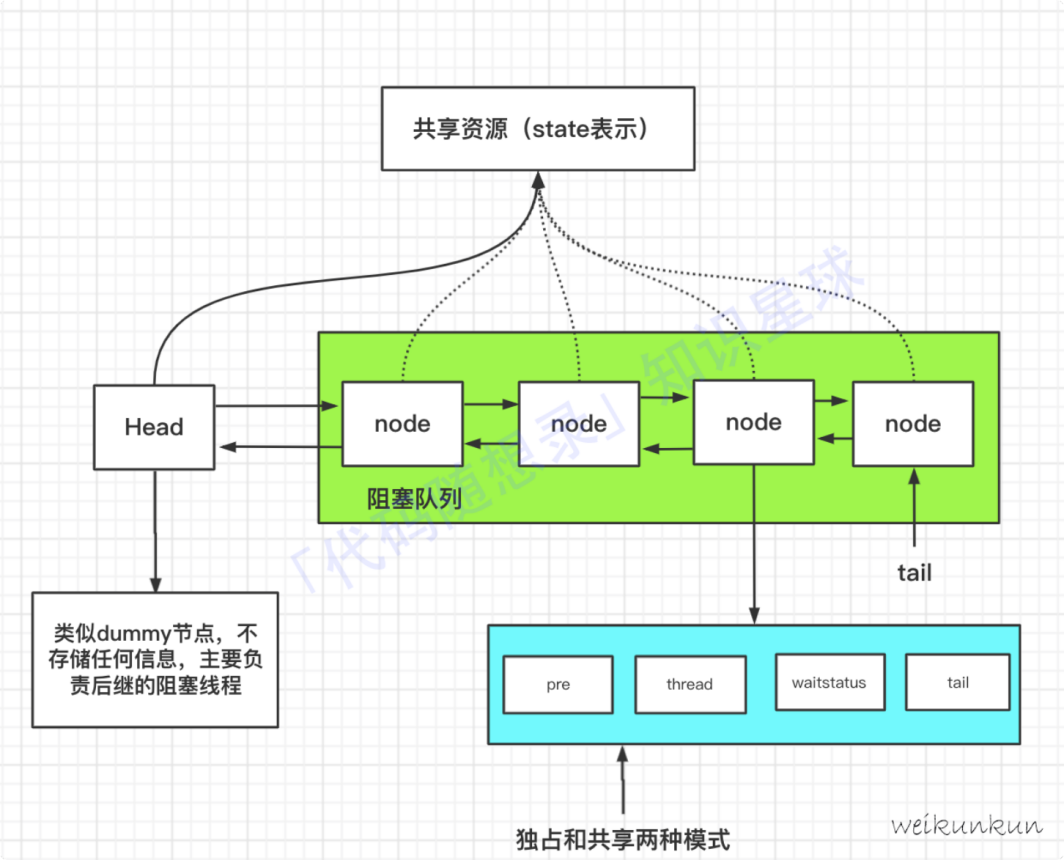 共享资源（state表示）
Head
node
node
node
node
阻塞队列
tail
类似dummy节点，不
存储任何信息，主要负
责后继的阻塞线程
pre
thread
waitstatus
tail
独占和共享两种模式
「代码随想录」知识星球
weikunkun